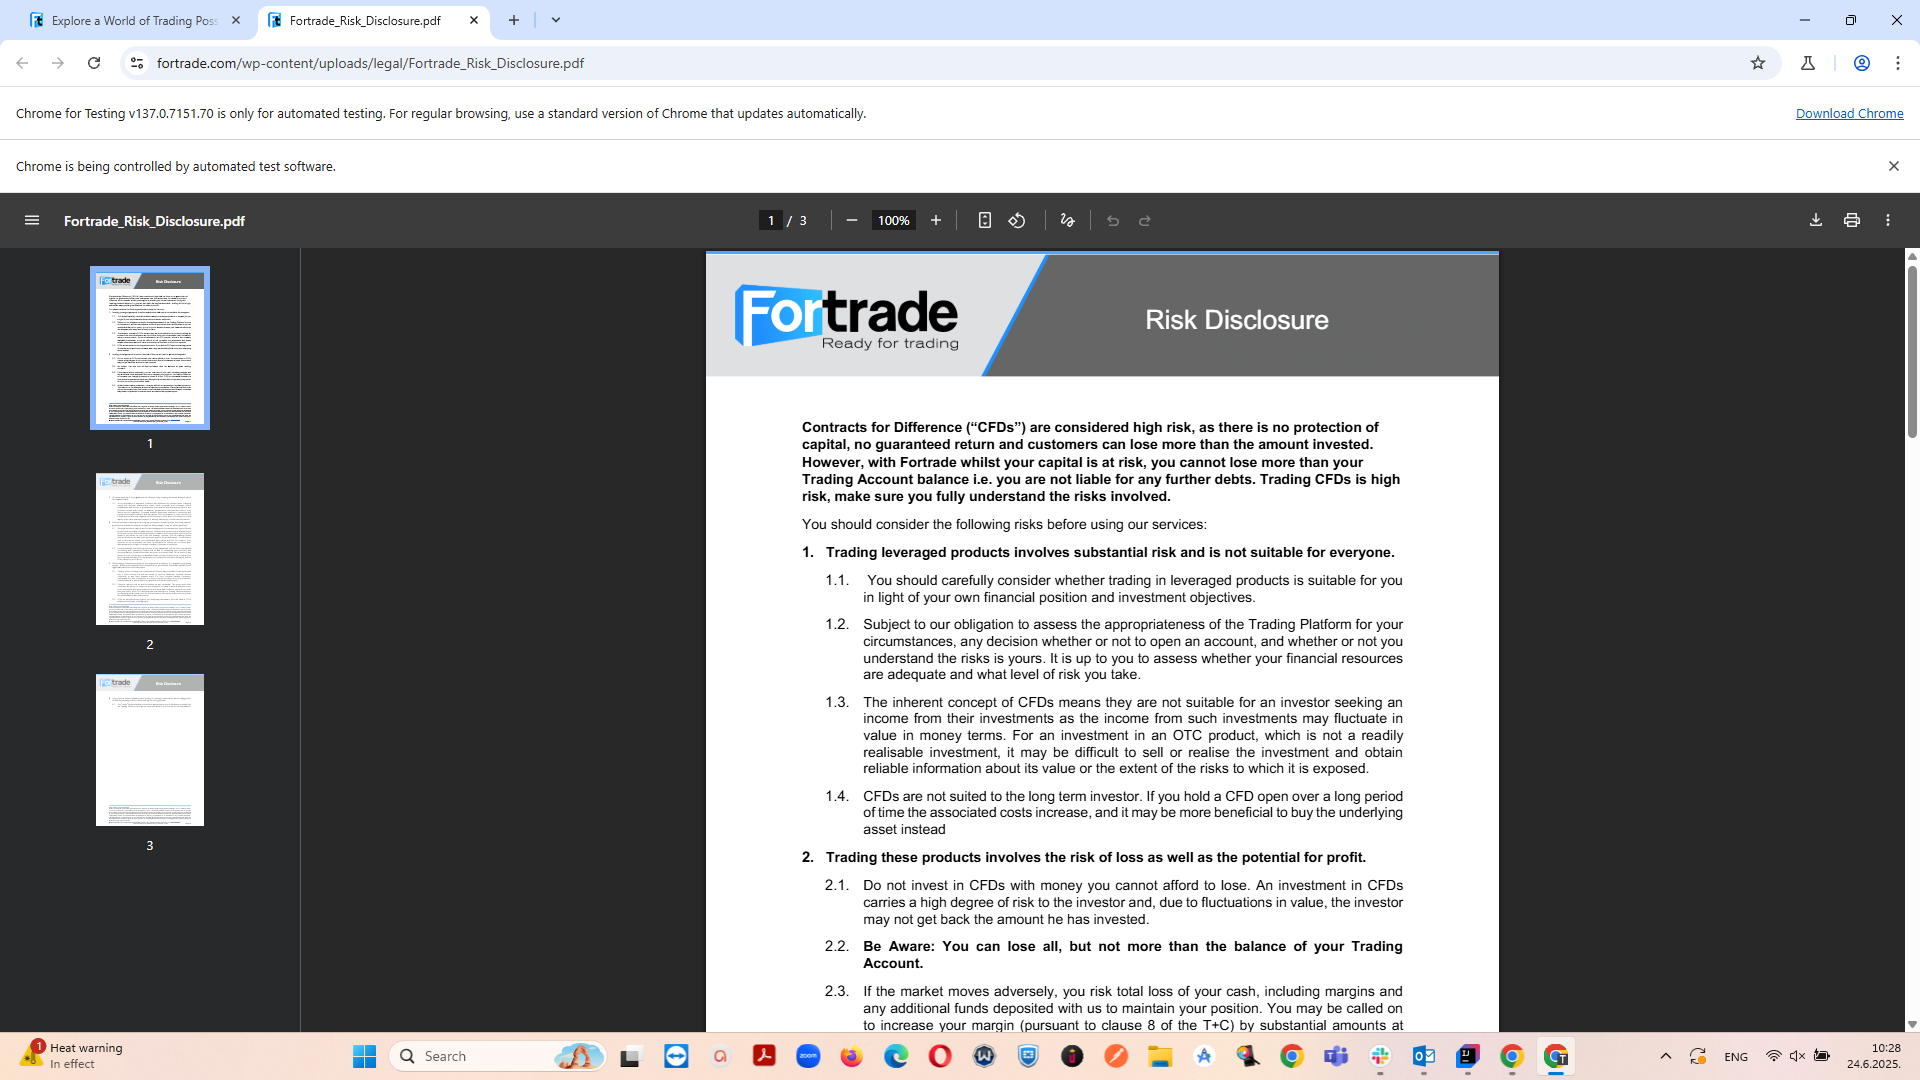 Explore a World of Trading Poss
Fortrade_Risk_Disclosure.pdf
fortrade.com/wp-content/uploads/legal/Fortrade_Risk_Disclosure.pdf
Chrome for Testing v137.0.7151.70 is only for automated testing. For regular browsing, use a standard version of Chrome that updates automatically.
Download Chrome
Chrome is being controlled by automated test software.
Fortrade_Risk_Disclosure.pdf
1 / 3
100%
1
2
3
Fortrade
Ready for trading
Risk Disclosure
Contracts for Difference (“CFDs”) are considered high risk, as there is no protection of
capital, no guaranteed return and customers can lose more than the amount invested.
However, with Fortrade whilst your capital is at risk, you cannot lose more than your
Trading Account balance i.e. you are not liable for any further debts. Trading CFDs is high
risk, make sure you fully understand the risks involved.
You should consider the following risks before using our services:
1. Trading leveraged products involves substantial risk and is not suitable for everyone.
1.1. You should carefully consider whether trading in leveraged products is suitable for you
in light of your own financial position and investment objectives.
1.2. Subject to our obligation to assess the appropriateness of the Trading Platform for your
circumstances, any decision whether or not to open an account, and whether or not you
understand the risks is yours. It is up to you to assess whether your financial resources
are adequate and what level of risk you take.
1.3. The inherent concept of CFDs means they are not suitable for an investor seeking an
income from their investments as the income from such investments may fluctuate in
value in money terms. For an investment in an OTC product, which is not a readily
realisable investment, it may be difficult to sell or realise the investment and obtain
reliable information about its value or the extent of the risks to which it is exposed.
1.4. CFDs are not suited to the long term investor. If you hold a CFD open over a long period
of time the associated costs increase, and it may be more beneficial to buy the underlying
asset instead
2. Trading these products involves the risk of loss as well as the potential for profit.
2.1. Do not invest in CFDs with money you cannot afford to lose. An investment in CFDs
carries a high degree of risk to the investor and, due to fluctuations in value, the investor
may not get back the amount he has invested.
2.2. Be Aware: You can lose all, but not more than the balance of your Trading
Account.
2.3. If the market moves adversely, you risk total loss of your cash, including margins and
any additional funds deposited with us to maintain your position. You may be called on
to increase your margin (pursuant to clause 8 of the T+C) by substantial amounts at
1
Heat warning
In effect
Search
zoom
ENG
10:28
24.6.2025.